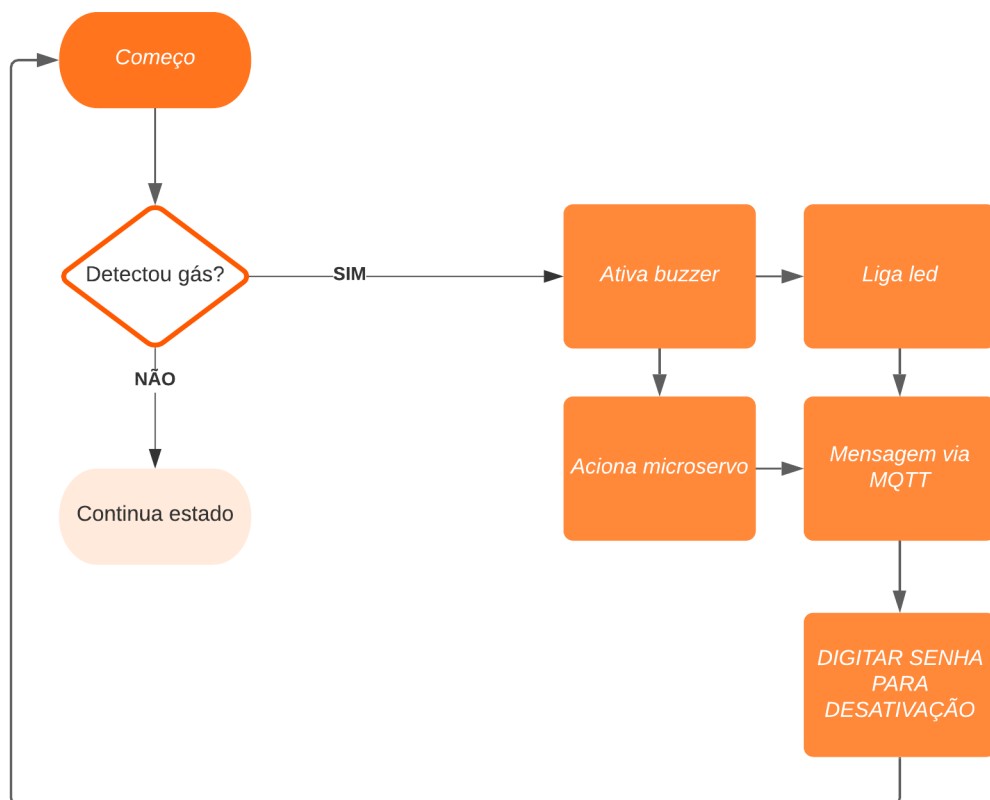 Começo
Detectou gás?
SIM
Ativa buzzer
Liga led
NÃO
Aciona microservo
Mensagem via
MQTT
Continua estado
DIGITAR SENHA
PARA
DESATIVAÇÃO